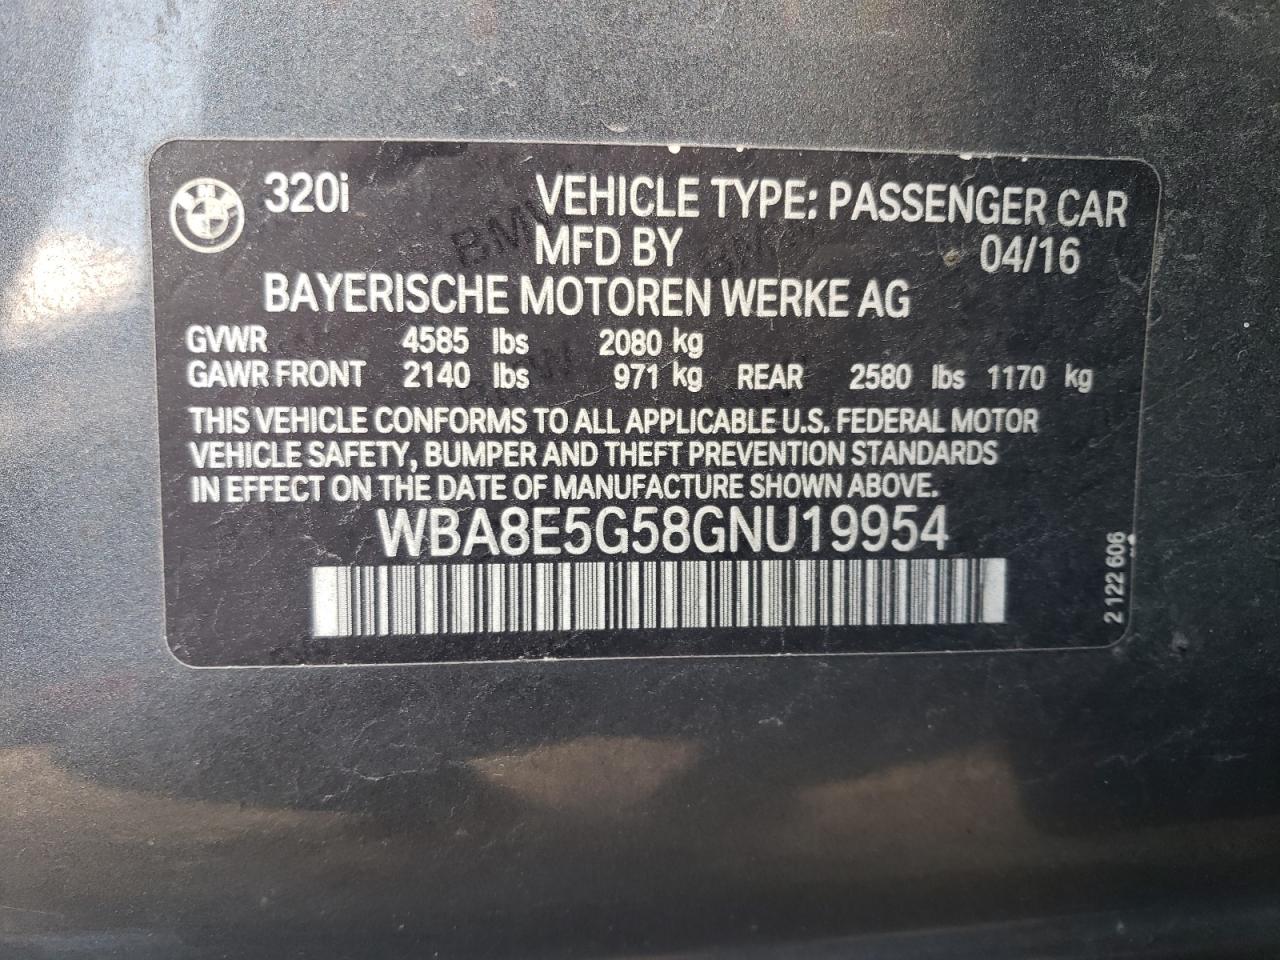 320i VEHICLE TYPE: PASSENGER CAR
MFD BY 04/16
BAYERISCHE MOTOREN WERKE AG
GVWR 4585 lbs 2080 kg
GAWR FRONT 2140 lbs 971 kg REAR 2580 lbs 1170 kg
THIS VEHICLE CONFORMS TO ALL APPLICABLE U.S. FEDERAL MOTOR
VEHICLE SAFETY, BUMPER AND THEFT PREVENTION STANDARDS
IN EFFECT ON THE DATE OF MANUFACTURE SHOWN ABOVE.
WBA8E5G58GNU19954
2 122 606